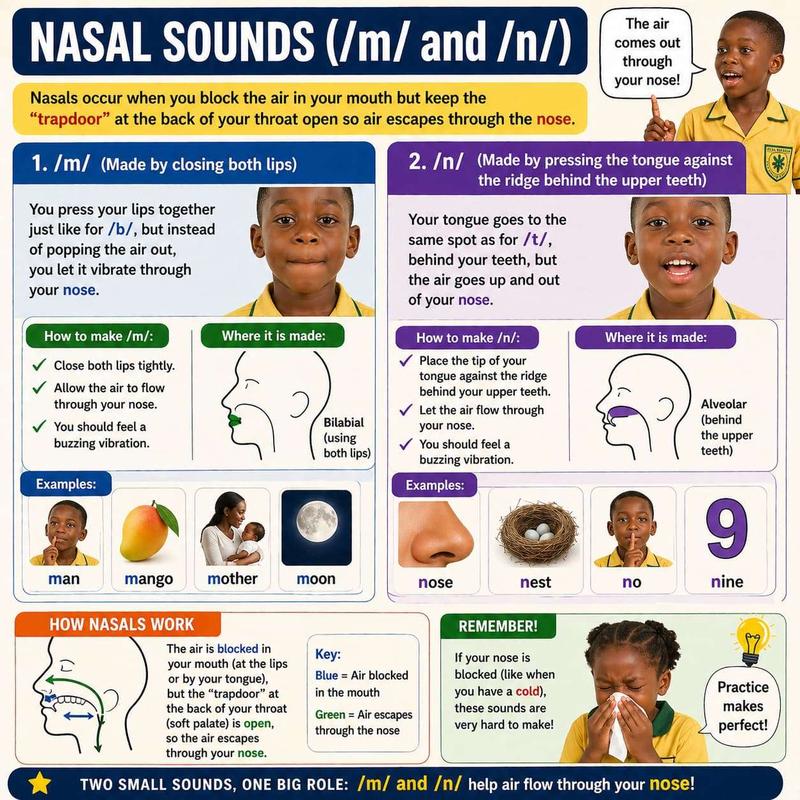 NASAL SOUNDS (/m/ and /n/)
The air
comes out
through
your nose!
Nasals occur when you block the air in your mouth but keep the
“trapdoor” at the back of your throat open so air escapes through the nose.
1. /m/ (Made by closing both lips)
You press your lips together
just like for /b/, but instead
of popping the air out,
you let it vibrate through
your nose.
How to make /m/:
✓ Close both lips tightly.
✓ Allow the air to flow
through your nose.
✓ You should feel a
buzzing vibration.
Where it is made:
Bilabial
(using
both lips)
Examples:
man
mango
mother
moon
2. /n/ (Made by pressing the tongue against
the ridge behind the upper teeth)
Your tongue goes to the
same spot as for /t/,
behind your teeth, but
the air goes up and out
of your nose.
How to make /n/:
✓ Place the tip of your
tongue against the ridge
behind your upper teeth.
✓ Let the air flow through
your nose.
✓ You should feel a
buzzing vibration.
Where it is made:
Alveolar
(behind
the upper
teeth)
Examples:
nose
nest
no
9
nine
HOW NASALS WORK
The air is blocked in
your mouth (at the lips
or by your tongue),
but the “trapdoor” at
the back of your throat
(soft palate) is open,
so the air escapes
through your nose.
Key:
Blue = Air blocked
in the mouth
Green = Air escapes
through the nose
REMEMBER!
If your nose is
blocked (like when
you have a cold),
these sounds are
very hard to make!
Practice
makes
perfect!
TWO SMALL SOUNDS, ONE BIG ROLE: /m/ and /n/ help air flow through your nose!